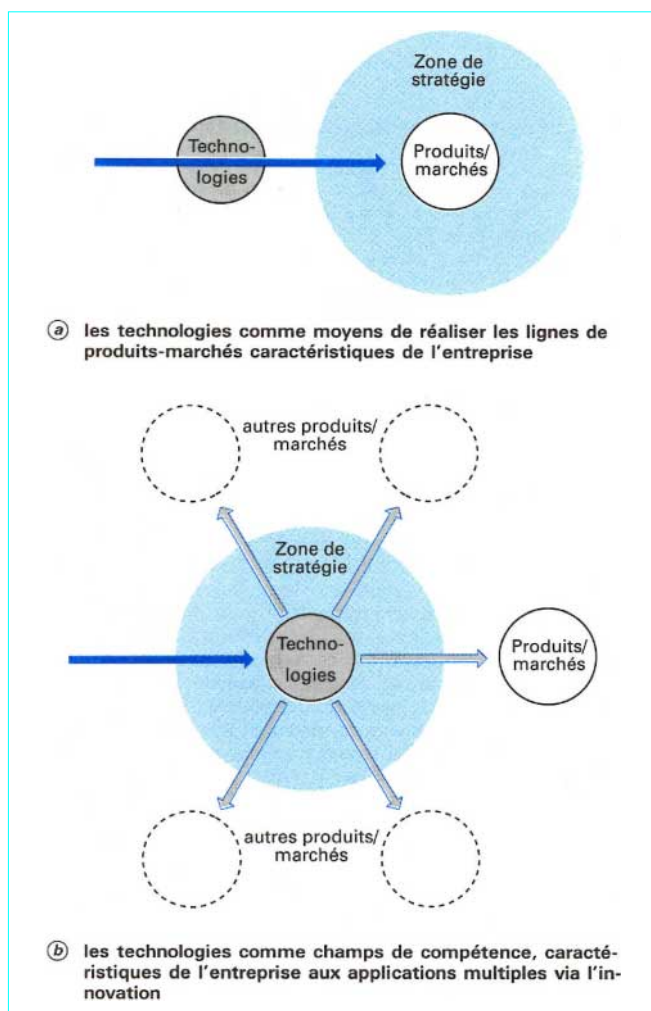 Zone de
stratégie
Techno-
logies
Produits/
marchés
ⓐ les technologies comme moyens de réaliser les lignes de
produits-marchés caractéristiques de l'entreprise
autres produits/
marchés
Zone de
stratégie
Techno-
logies
Produits/
marchés
autres produits/
marchés
ⓑ les technologies comme champs de compétence, caracté-
ristiques de l'entreprise aux applications multiples via l'in-
novation